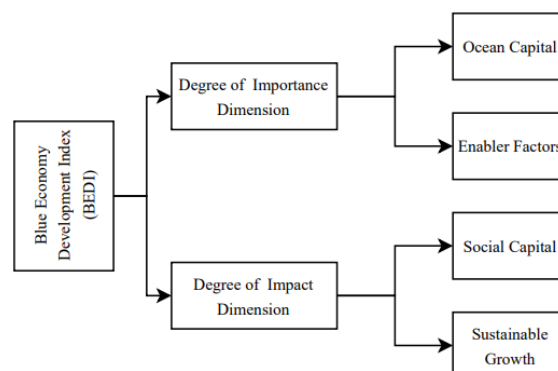 Blue Economy
Development Index
(BEDI)
Degree of Importance
Dimension
Degree of Impact
Dimension
Ocean Capital
Enabler Factors
Social Capital
Sustainable
Growth